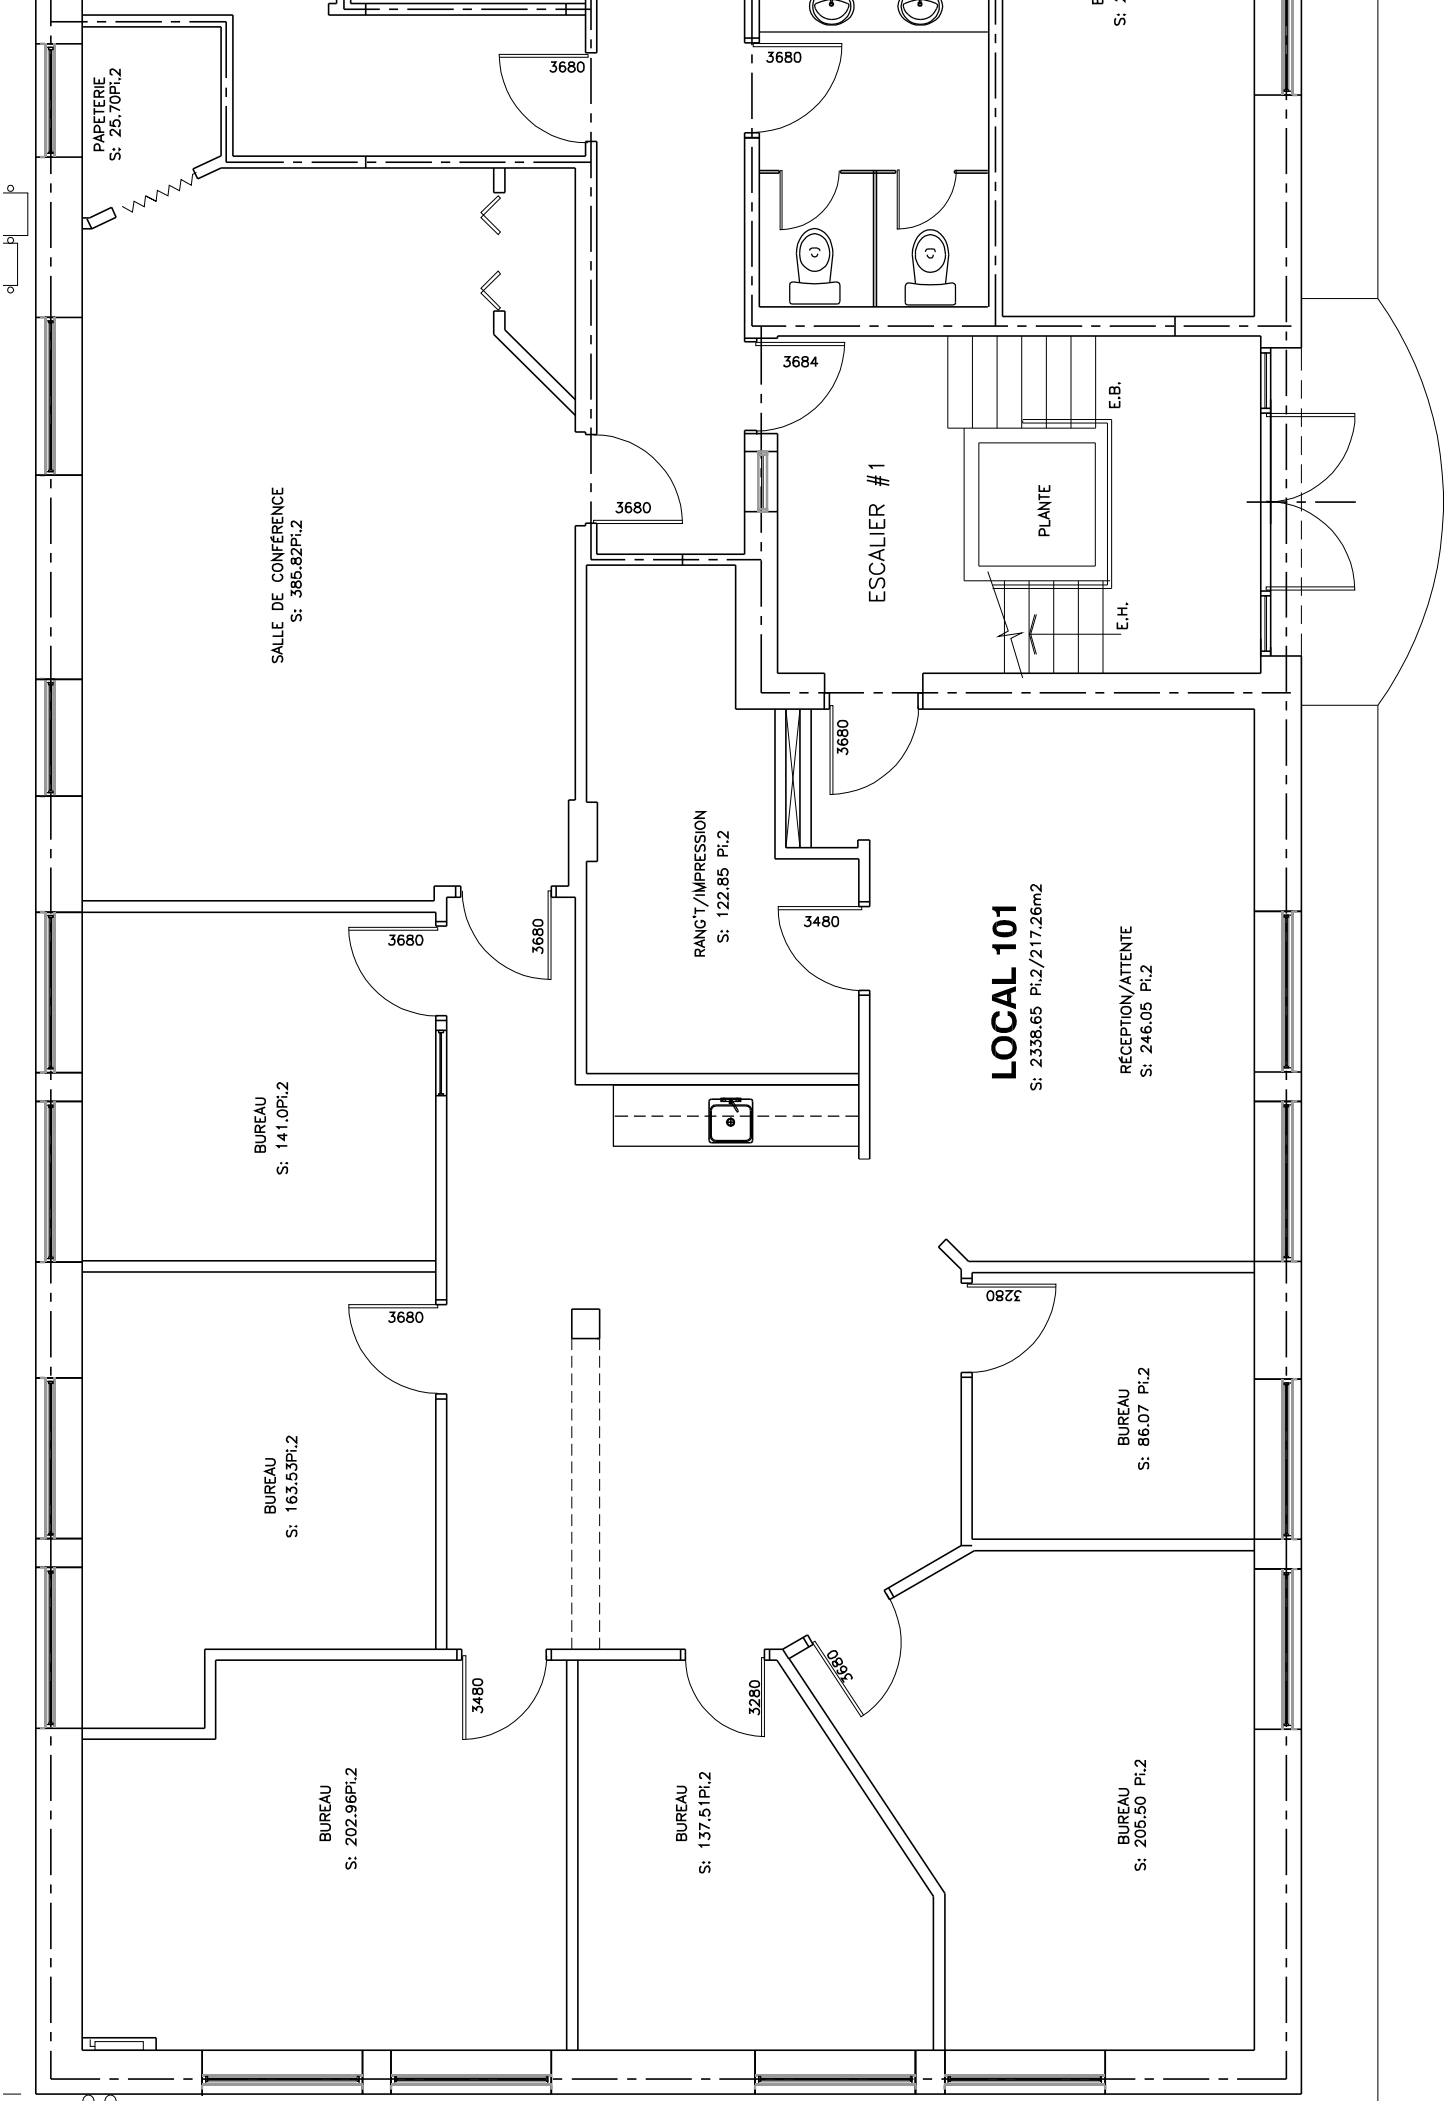 PAPETERIE
S: 25.70Pi.2
3680
3680
S:
3684
3680
E.B.
ESCALIER #1
PLANTE
E.H.
SALLE DE CONFÉRENCE
S: 385.82Pi.2
3680
RANG'T/IMPRESSION
S: 122.85 Pi.2
3480
3680
3680
LOCAL 101
S: 2338.65 Pi.2/217.26m2
RÉCEPTION/ATTENTE
S: 246.05 Pi.2
BUREAU
S: 141.0Pi.2
3680
3280
BUREAU
S: 163.53Pi.2
BUREAU
S: 86.07 Pi.2
3480
3280
3680
BUREAU
S: 202.96Pi.2
BUREAU
S: 137.51Pi.2
BUREAU
S: 205.50 Pi.2